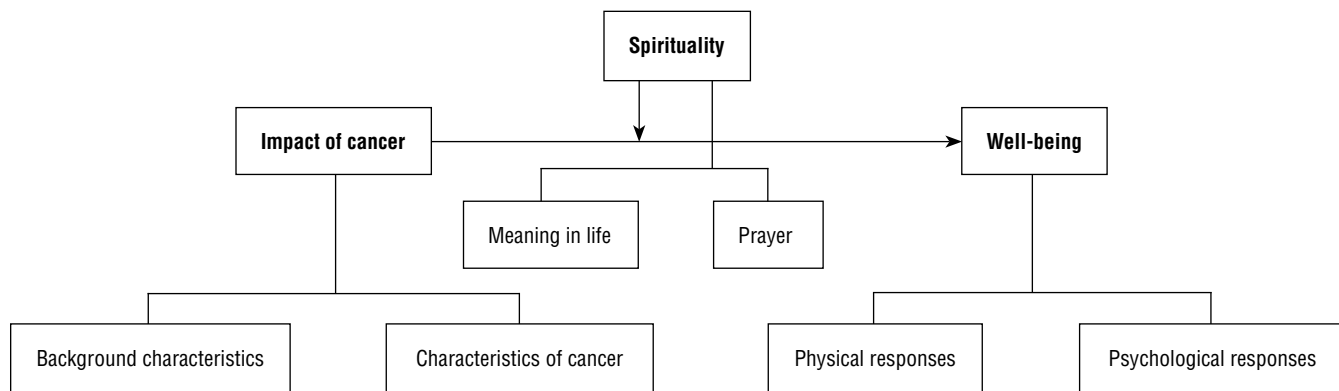 Spirituality
Impact of cancer
Well-being
Meaning in life
Prayer
Background characteristics
Characteristics of cancer
Physical responses
Psychological responses